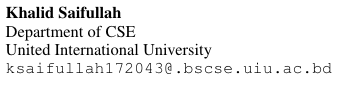 Khalid Saifullah
Department of CSE
United International University
ksaifullah172043@.bscse.uiu.ac.bd